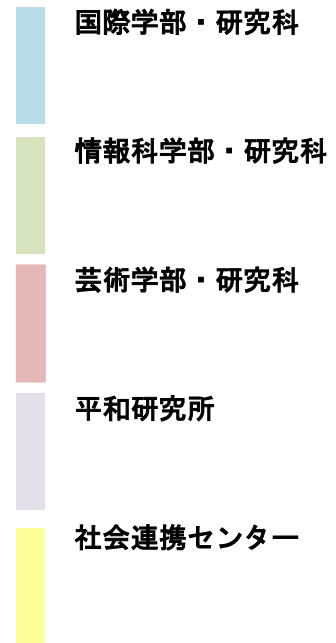 国際学部・研究科
情報科学部・研究科
芸術学部・研究科
平和研究所
社会連携センター